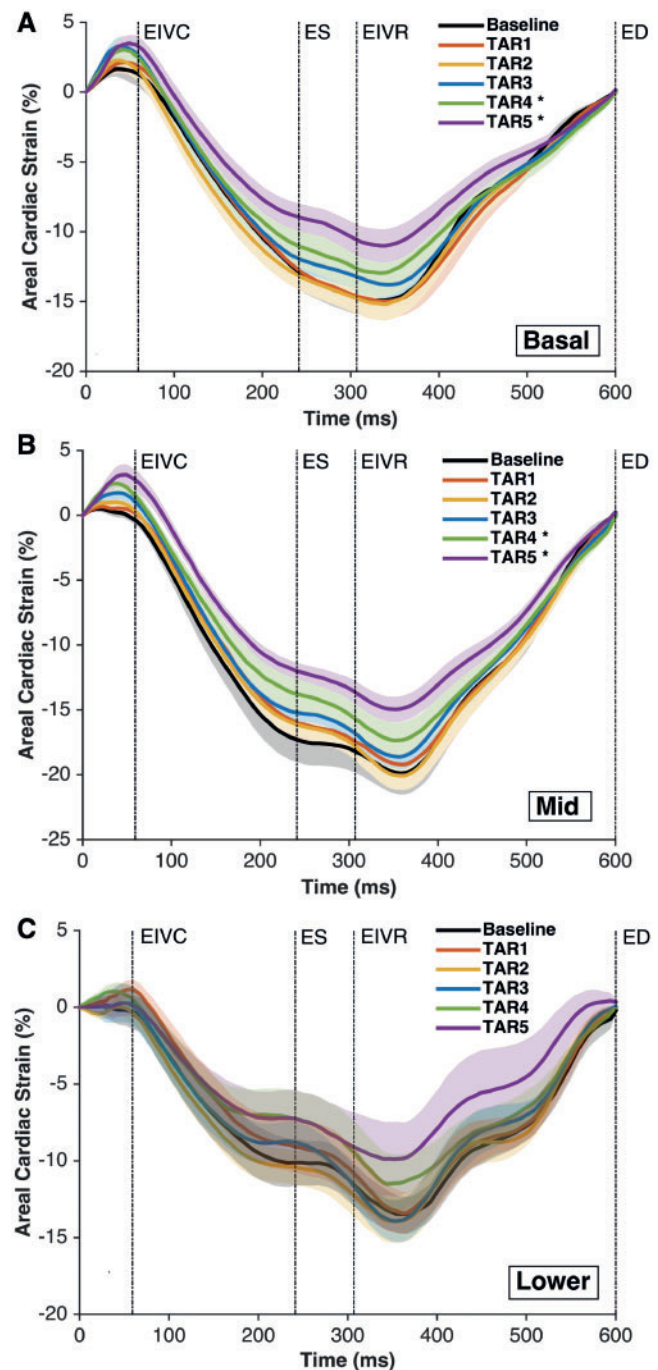 A
EIVC
ES
EIVR
ED
Baseline
TAR1
TAR2
TAR3
TAR4 *
TAR5 *
5
0
-5
-10
-15
-20
Areal Cardiac Strain (%)
Basal
0 100 200 300 400 500 600
Time (ms)
B
EIVC
ES
EIVR
ED
Baseline
TAR1
TAR2
TAR3
TAR4 *
TAR5 *
5
0
-5
-10
-15
-20
-25
Areal Cardiac Strain (%)
Mid
0 100 200 300 400 500 600
Time (ms)
C
EIVC
ES
EIVR
ED
Baseline
TAR1
TAR2
TAR3
TAR4
TAR5
5
0
-5
-10
-15
-20
Areal Cardiac Strain (%)
Lower
0 100 200 300 400 500 600
Time (ms)